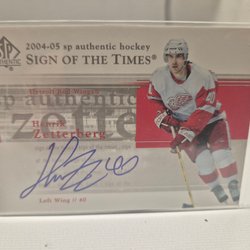 SP
AUTHENTIC
2004-05 sp authentic hockey
SIGN OF THE TIMES®
Detroit Red Wings®
sp authentic
zette
Henrik
Zetterberg
Left Wing // 40